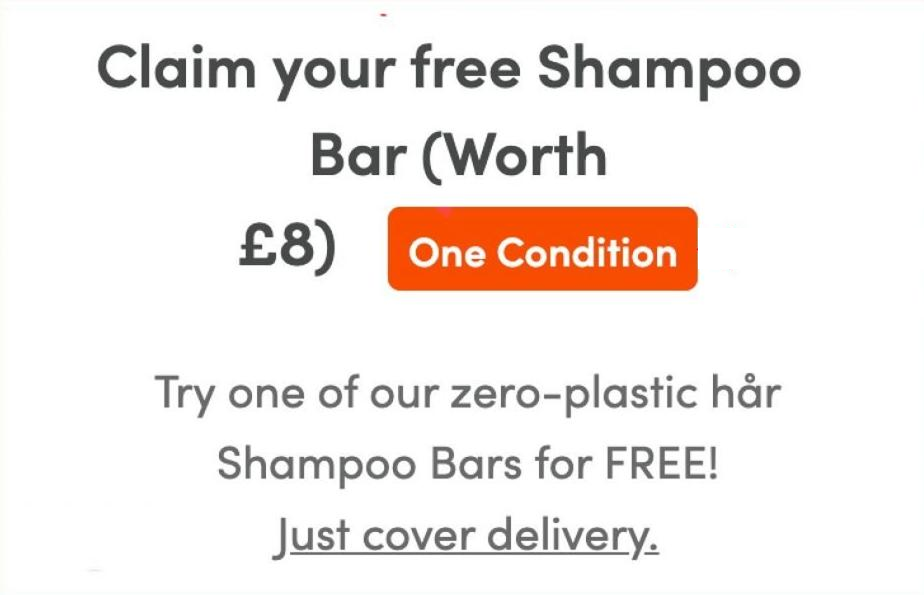 Claim your free Shampoo
Bar (Worth
£8) One Condition
Try one of our zero-plastic hår
Shampoo Bars for FREE!
Just cover delivery.